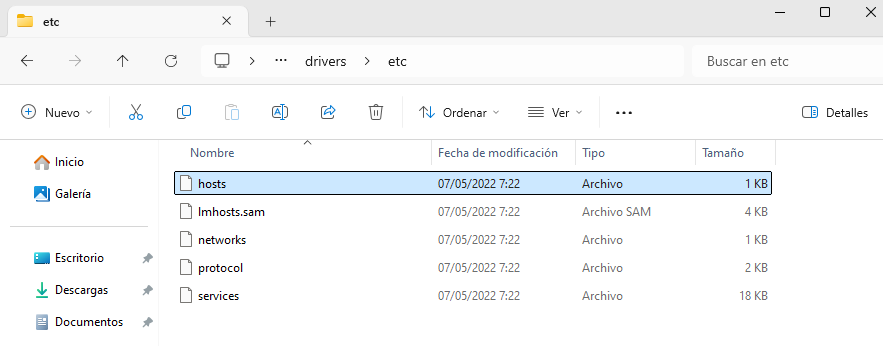 etc
drivers etc Buscar en etc
Nuevo Ordenar Ver Detalles
Nombre Fecha de modificación Tipo Tamaño
Inicio
Galería
Escritorio
Descargas
Documentos
hosts 07/05/2022 7:22 Archivo 1 KB
lmhosts.sam 07/05/2022 7:22 Archivo SAM 4 KB
networks 07/05/2022 7:22 Archivo 1 KB
protocol 07/05/2022 7:22 Archivo 2 KB
services 07/05/2022 7:22 Archivo 18 KB